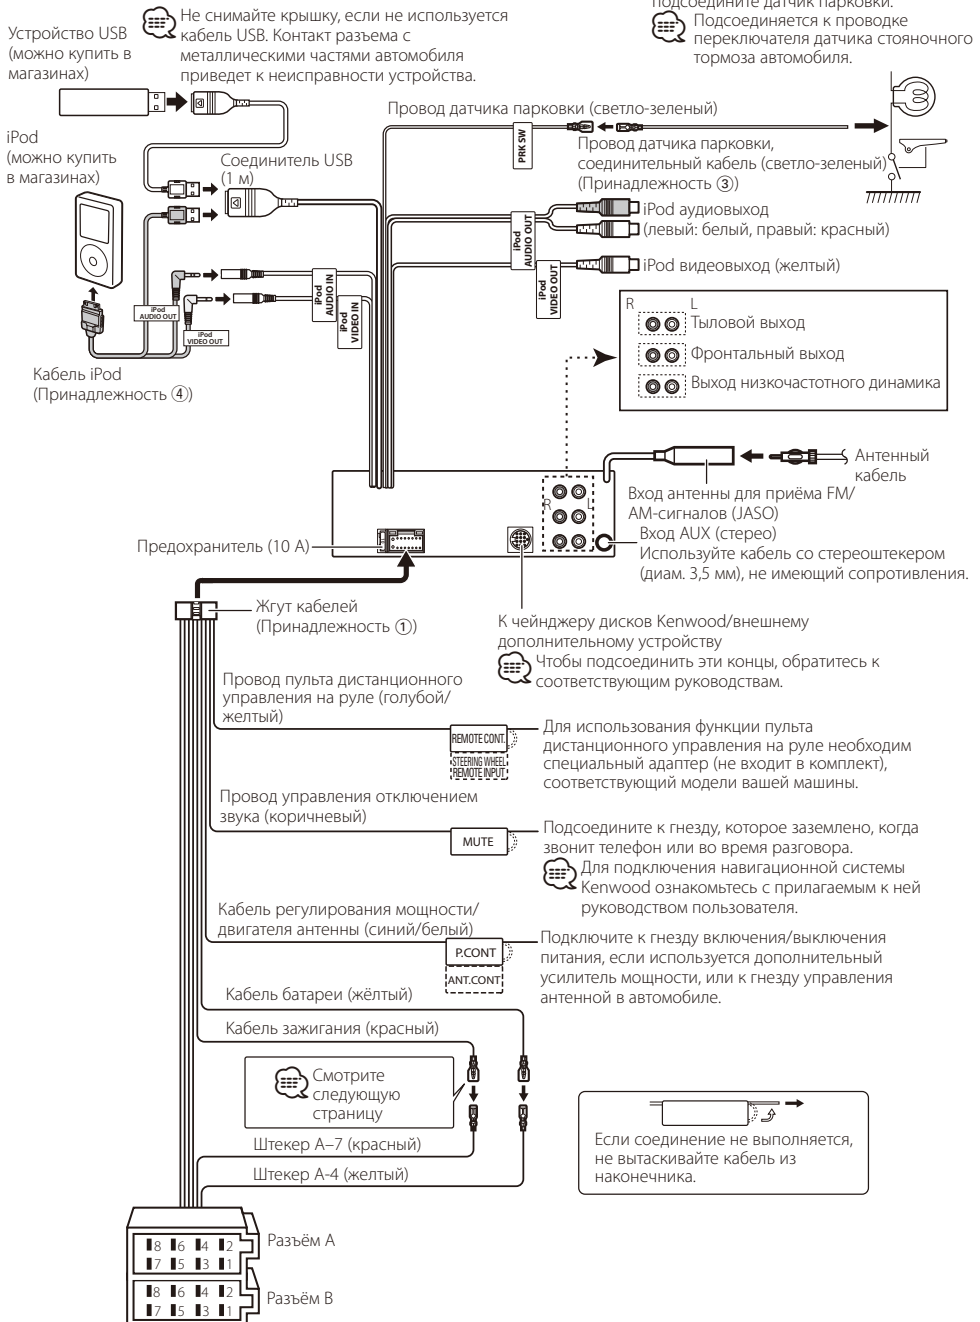 подсоедините датчик парковки.
Подсоединяется к проводке
переключателя датчика стояночного
тормоза автомобиля.
Не снимайте крышку, если не используется
кабель USB. Контакт разъема с
металлическими частями автомобиля
приведет к неисправности устройства.
Устройство USB
(можно купить в
магазинах)
iPod
(можно купить
в магазинах)
Соединитель USB
(1 м)
Провод датчика парковки (светло-зеленый)
PRK SW
Провод датчика парковки,
соединительный кабель (светло-зеленый)
(Принадлежность ③)
iPod
AUDIO OUT
iPod аудиовыход
(левый: белый, правый: красный)
iPod
VIDEO OUT
iPod видеовыход (желтый)
iPod
AUDIO IN
iPod
VIDEO IN
iPod
AUDIO OUT
iPod
VIDEO OUT
Кабель iPod
(Принадлежность ④)
R L
Тыловой выход
Фронтальный выход
Выход низкочастотного динамика
Антенный
кабель
Вход антенны для приёма FM/
AM-сигналов (JASO)
R L
Вход AUX (стерео)
Используйте кабель со стереоштекером
(диам. 3,5 мм), не имеющий сопротивления.
Предохранитель (10 A)
Жгут кабелей
(Принадлежность ①)
К чейнджеру дисков Kenwood/внешнему
дополнительному устройству
Чтобы подсоединить эти концы, обратитесь к
соответствующим руководствам.
Провод пульта дистанционного
управления на руле (голубой/
желтый)
REMOTE CONT.
STEERING WHEEL
REMOTE INPUT
Для использования функции пульта
дистанционного управления на руле необходим
специальный адаптер (не входит в комплект),
соответствующий модели вашей машины.
Провод управления отключением
звука (коричневый)
MUTE
Подсоедините к гнезду, которое заземлено, когда
звонит телефон или во время разговора.
Для подключения навигационной системы
Kenwood ознакомьтесь с прилагаемым к ней
руководством пользователя.
Кабель регулирования мощности/
двигателя антенны (синий/белый)
P.CONT
ANT.CONT
Подключите к гнезду включения/выключения
питания, если используется дополнительный
усилитель мощности, или к гнезду управления
антенной в автомобиле.
Кабель батареи (жёлтый)
Кабель зажигания (красный)
Смотрите
следующую
страницу
Если соединение не выполняется,
не вытаскивайте кабель из
наконечника.
Штекер A–7 (красный)
Штекер A-4 (желтый)
8 6 4 2
7 5 3 1
Разъём A
8 6 4 2
7 5 3 1
Разъём B